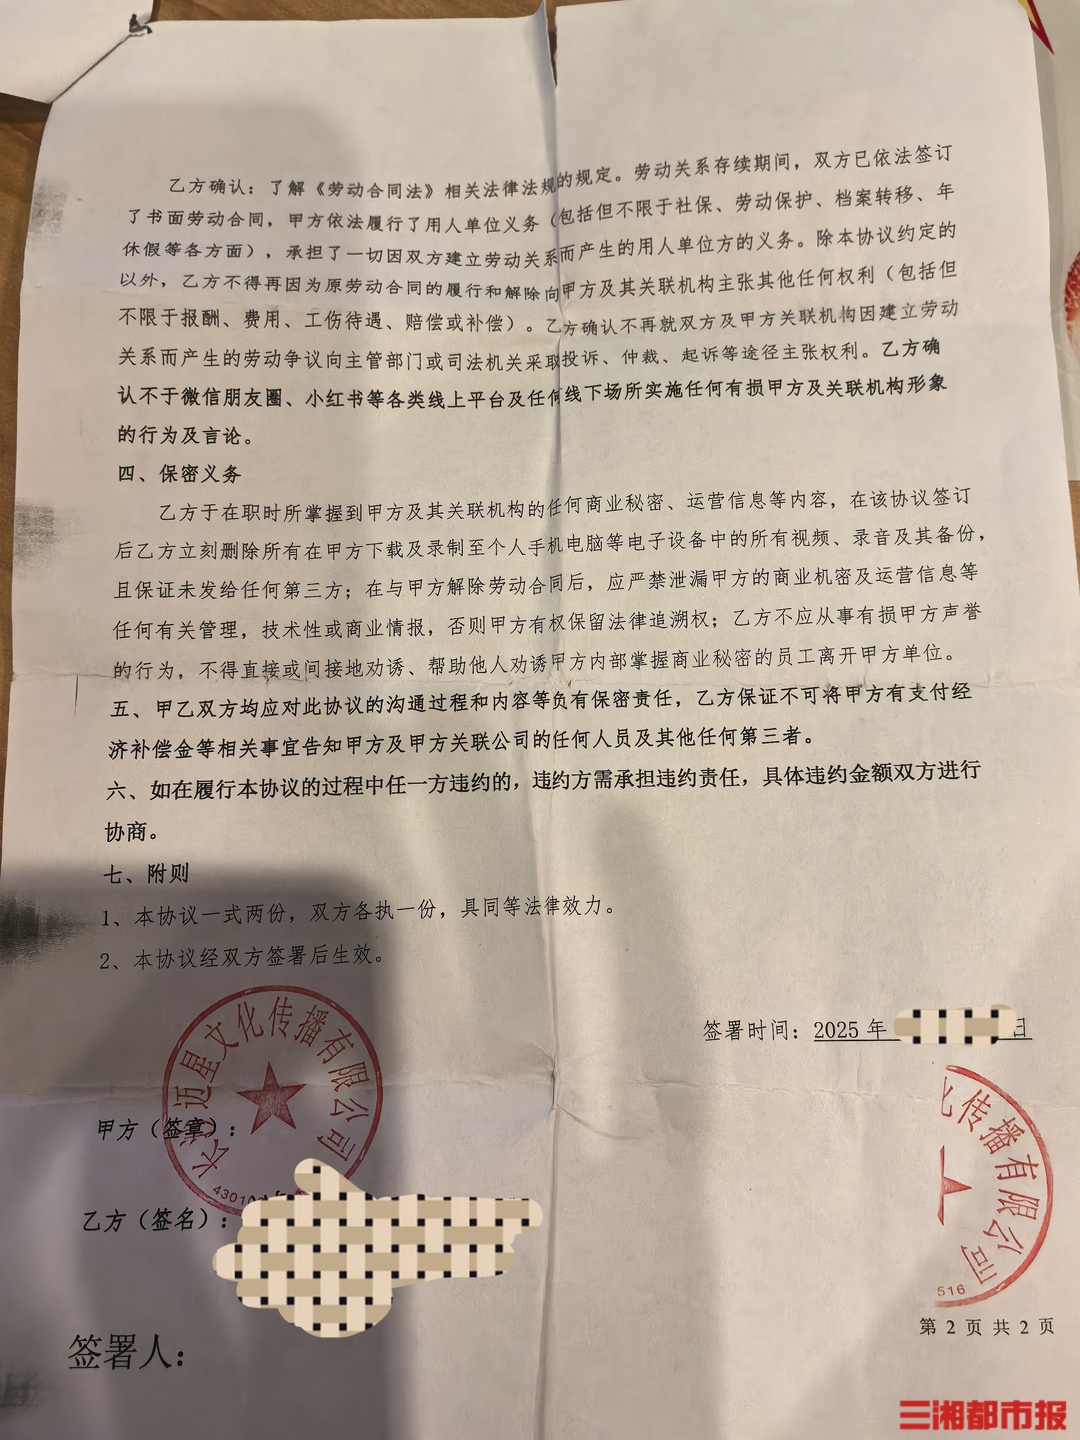 乙方确认：了解《劳动合同法》相关法律法规的规定。劳动关系存续期间，双方已依法签订
了书面劳动合同，甲方依法履行了用人单位义务（包括但不限于社保、劳动保护、档案转移、年
休假等各方面），承担了一切因双方建立劳动关系而产生的用人单位方的义务。除本协议约定的
以外，乙方不得再因为原劳动合同的履行和解除向甲方及其关联机构主张其他任何权利（包括但
不限于报酬、费用、工伤待遇、赔偿或补偿）。乙方确认不再就双方及甲方关联机构因建立劳动
关系而产生的劳动争议向主管部门或司法机关采取投诉、仲裁、起诉等途径主张权利。乙方确
认不于微信朋友圈、小红书等各类线上平台及任何线下场所实施任何有损甲方及关联机构形象
的行为及言论。
四、保密义务
乙方于在职时所掌握到甲方及其关联机构的任何商业秘密、运营信息等内容，在该协议签订
后乙方立刻删除所有在甲方下载及录制至个人手机电脑等电子设备中的所有视频、录音及其备份，
且保证未发给任何第三方；在与甲方解除劳动合同后，应严禁泄漏甲方的商业机密及运营信息等
任何有关管理，技术性或商业情报，否则甲方有权保留法律追溯权；乙方不应从事有损甲方声誉
的行为，不得直接或间接地劝诱、帮助他人劝诱甲方内部掌握商业秘密的员工离开甲方单位。
五、甲乙双方均应对此协议的沟通过程和内容等负有保密责任，乙方保证不可将甲方有支付经
济补偿金等相关事宜告知甲方及甲方关联公司的任何人员及其他任何第三者。
六、如在履行本协议的过程中任一方违约的，违约方需承担违约责任，具体违约金额双方进行
协商。
七、附则
1、本协议一式两份，双方各执一份，具同等法律效力。
2、本协议经双方签署后生效。
签署时间：2025年 日
长沙迈星文化传播有限公司
43010
甲方（签章）：
乙方（签名）：
化传播有限公司
516
第 2 页 共 2 页
签署人：
三湘都市报